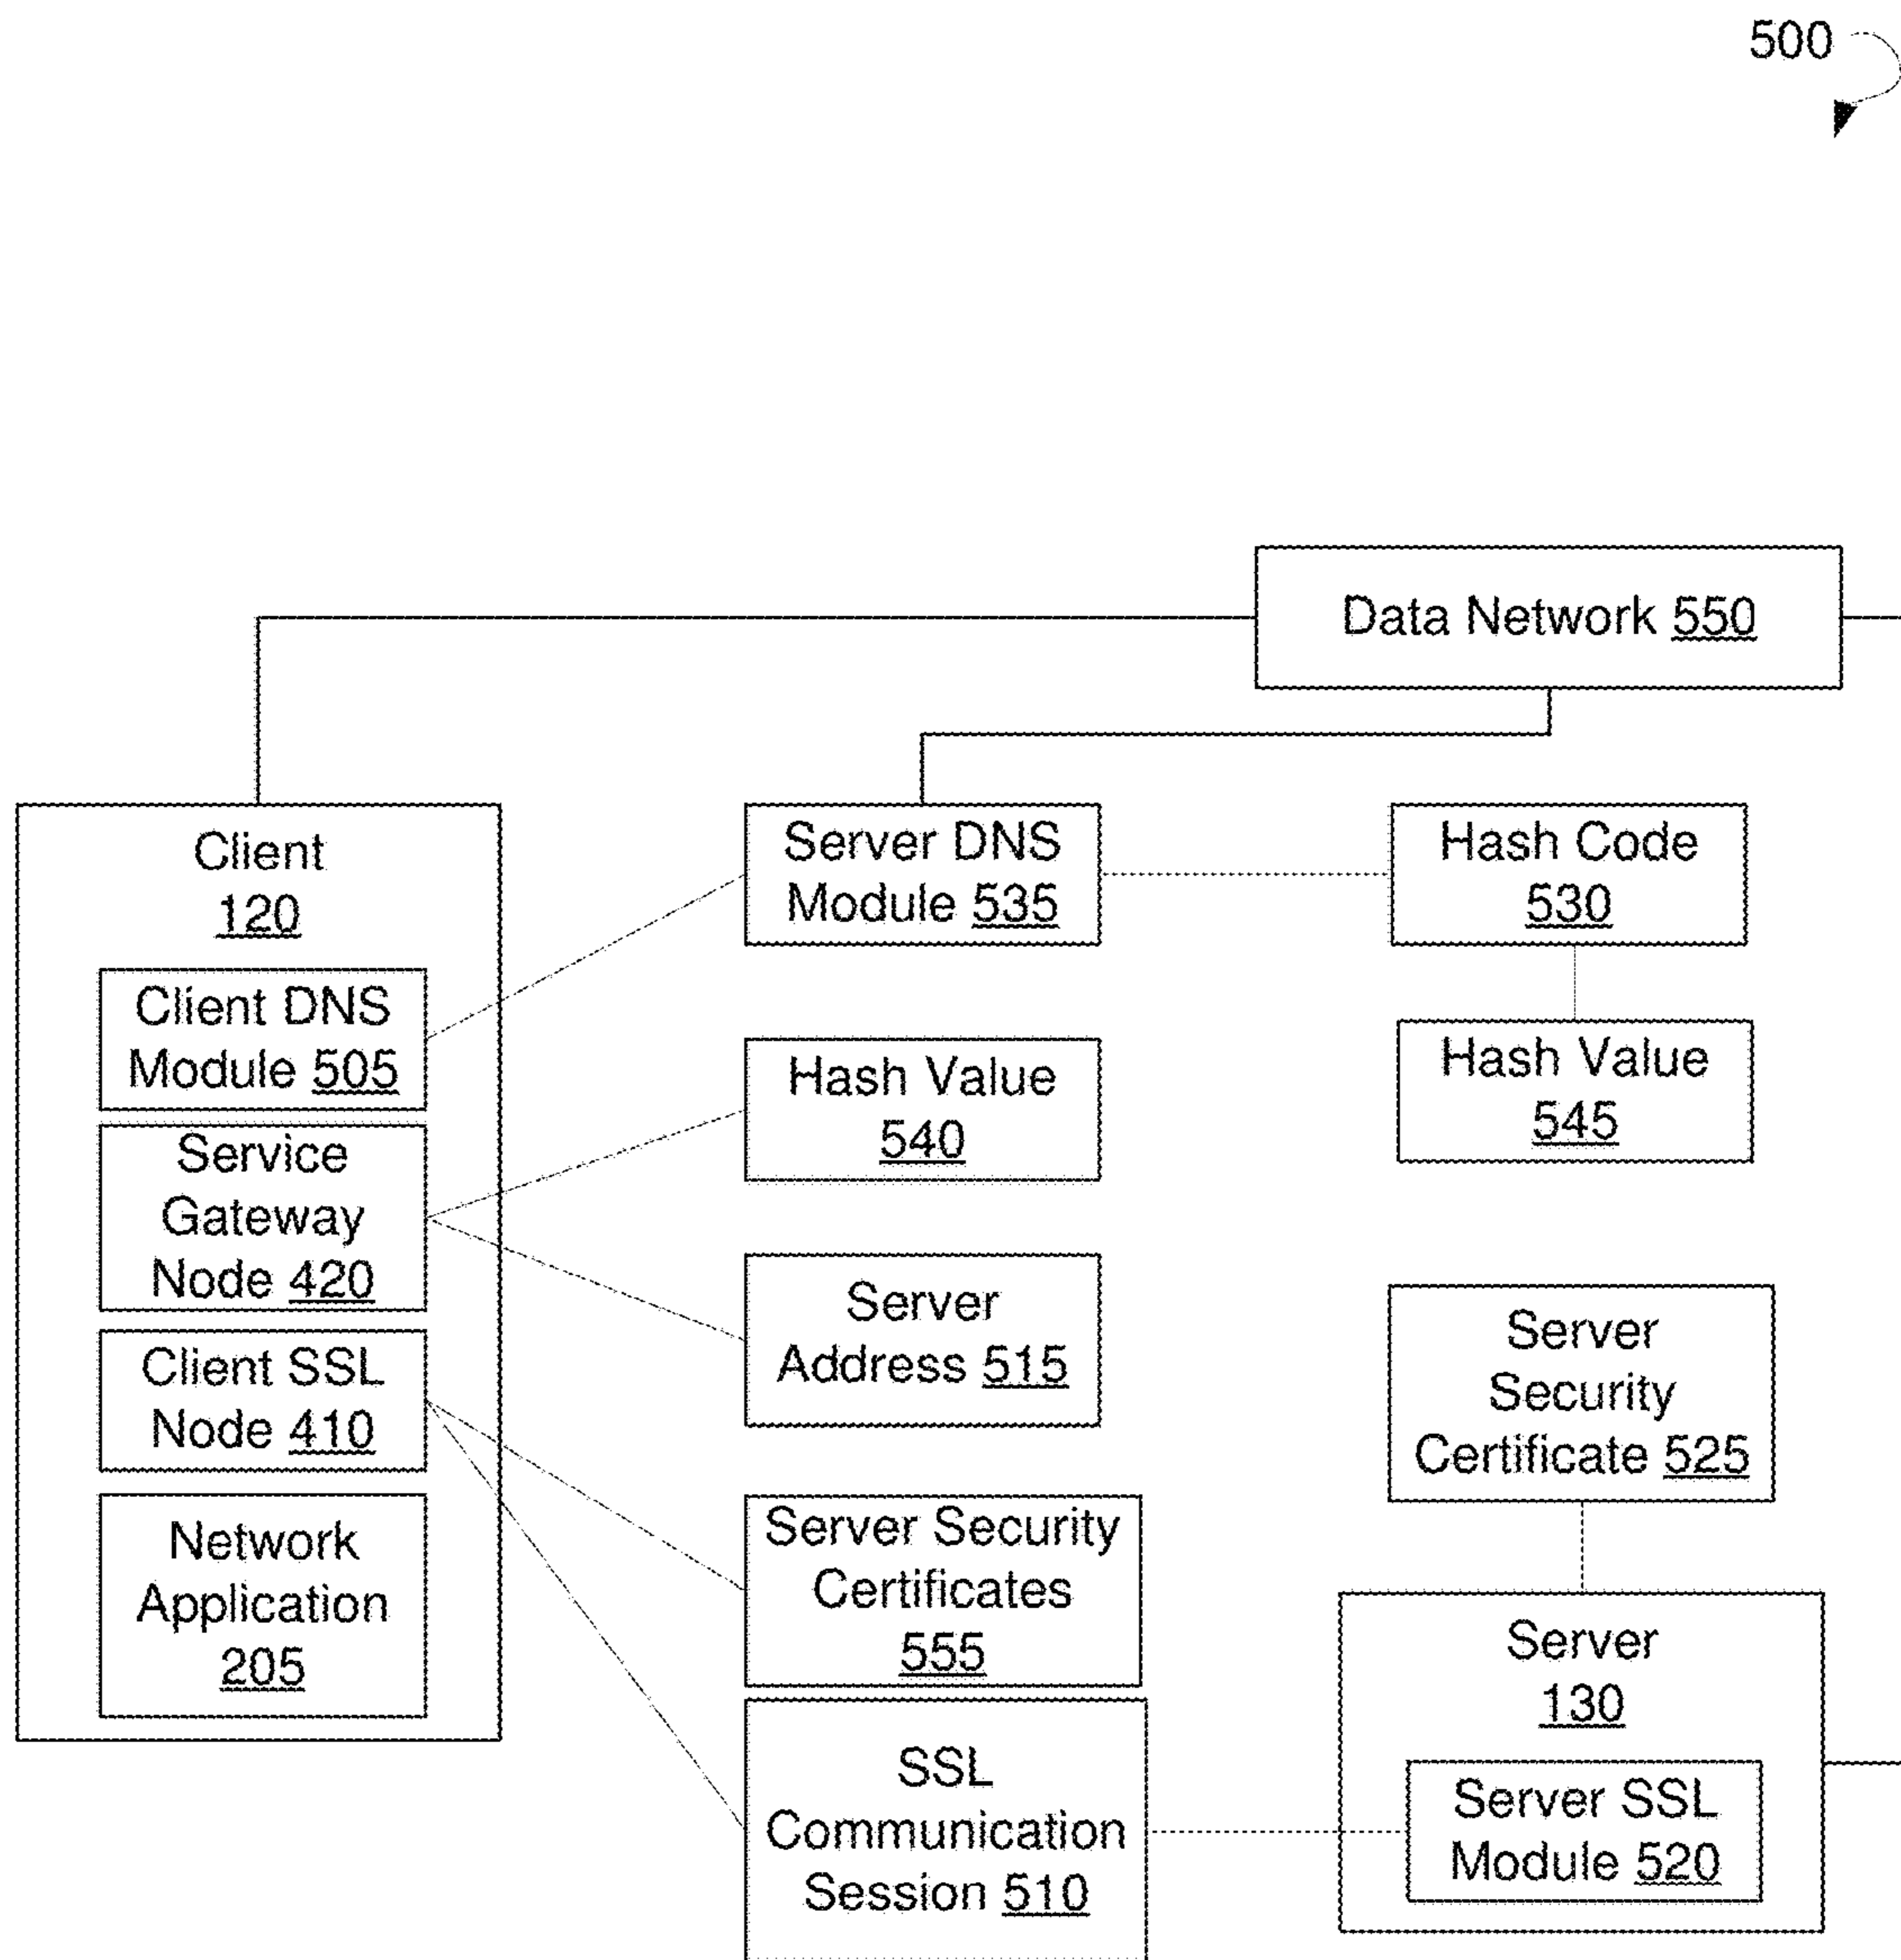 500
Data Network 550
Client
120
Client DNS
Module 505
Service
Gateway
Node 420
Client SSL
Node 410
Network
Application
205
Server DNS
Module 535
Hash Value
540
Server
Address 515
Server Security
Certificates
555
SSL
Communication
Session 510
Hash Code
530
Hash Value
545
Server
Security
Certificate 525
Server
130
Server SSL
Module 520